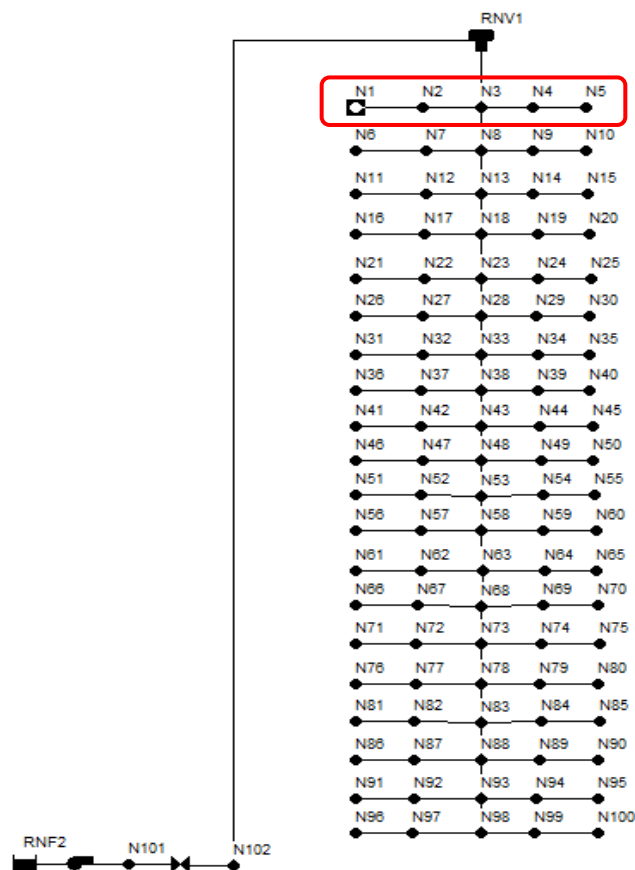 RNV1
N1 N2 N3 N4 N5
N6 N7 N8 N9 N10
N11 N12 N13 N14 N15
N16 N17 N18 N19 N20
N21 N22 N23 N24 N25
N26 N27 N28 N29 N30
N31 N32 N33 N34 N35
N36 N37 N38 N39 N40
N41 N42 N43 N44 N45
N46 N47 N48 N49 N50
N51 N52 N53 N54 N55
N56 N57 N58 N59 N60
N61 N62 N63 N64 N65
N66 N67 N68 N69 N70
N71 N72 N73 N74 N75
N76 N77 N78 N79 N80
N81 N82 N83 N84 N85
N86 N87 N88 N89 N90
N91 N92 N93 N94 N95
N96 N97 N98 N99 N100
RNF2 N101 N102